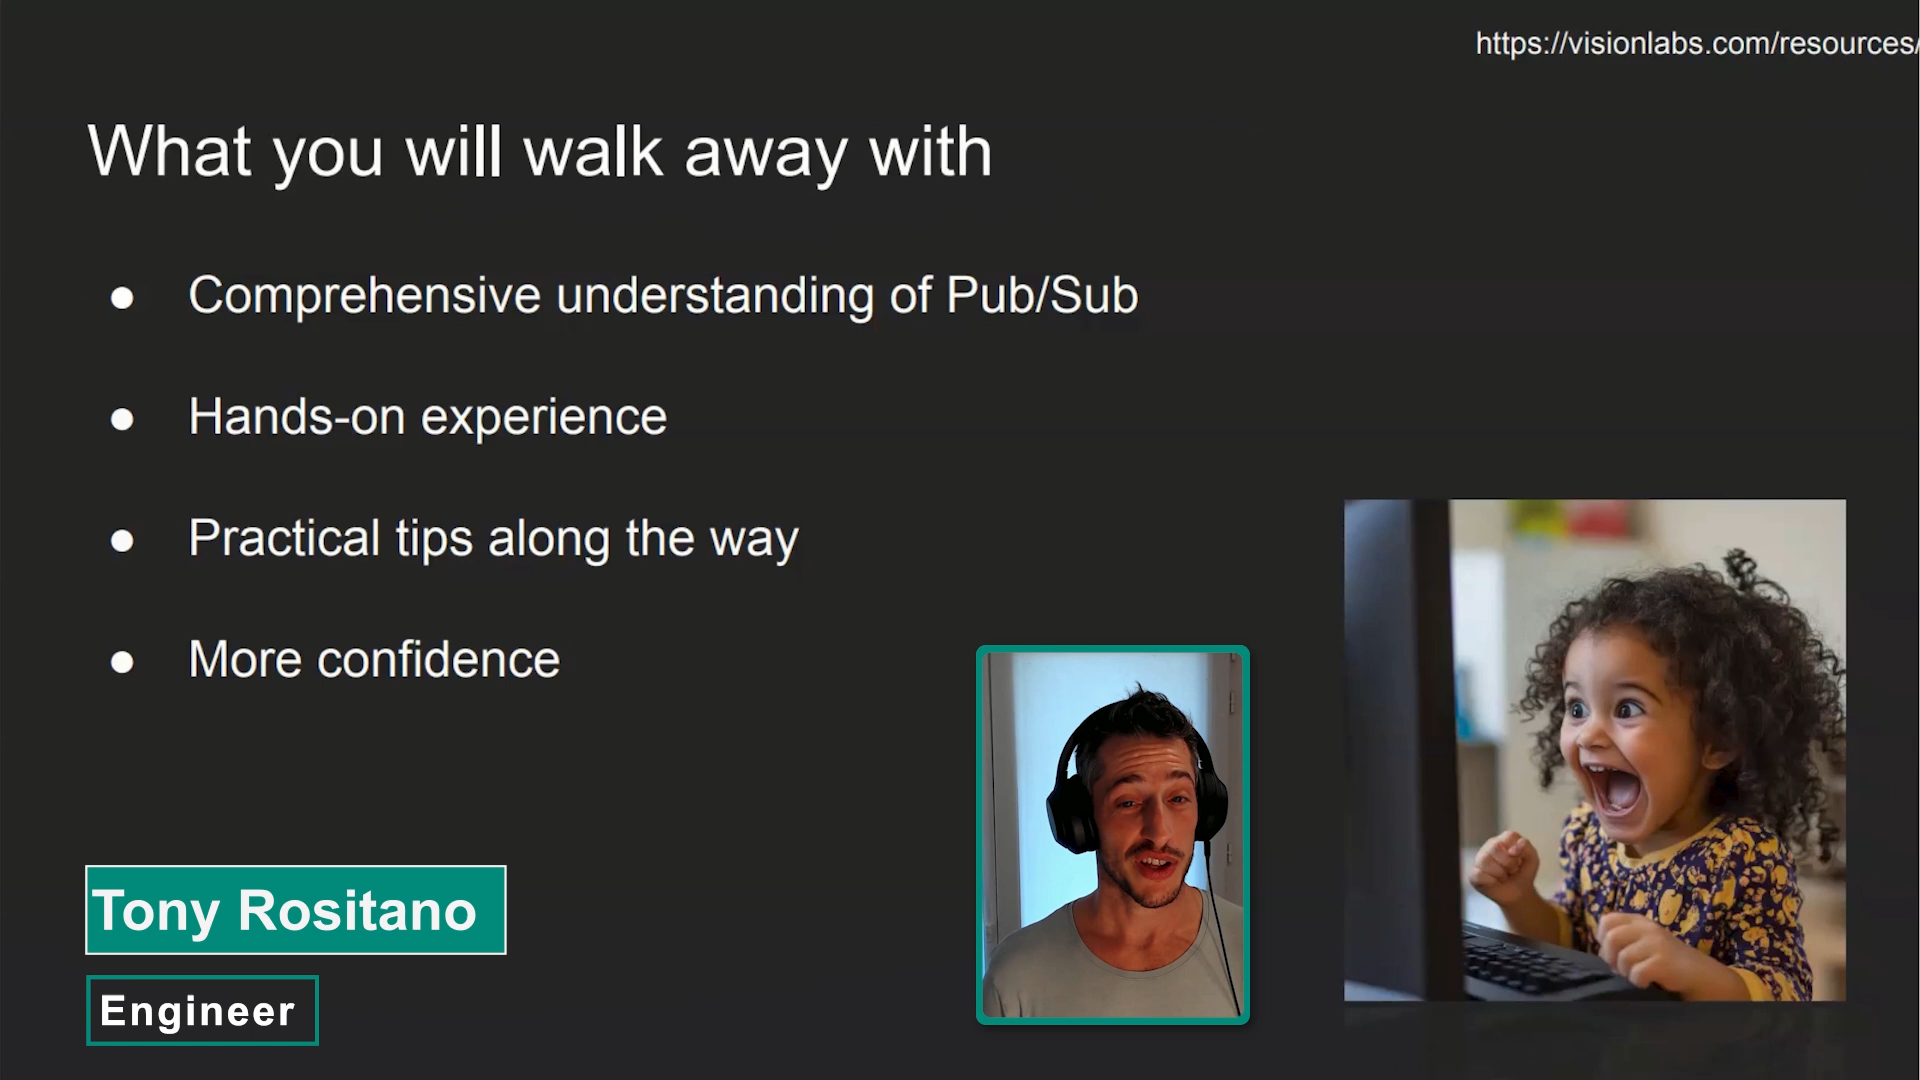 https://visionlabs.com/resources/
What you will walk away with
● Comprehensive understanding of Pub/Sub
● Hands-on experience
● Practical tips along the way
● More confidence
Tony Rositano
Engineer